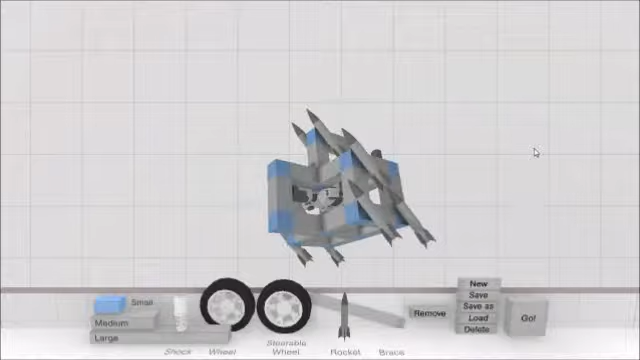 Small
Medium
Large
Shock
Wheel
Steerable
Wheel
Rocket
Brace
Remove
New
Save
Save as
Load
Delete
Go!